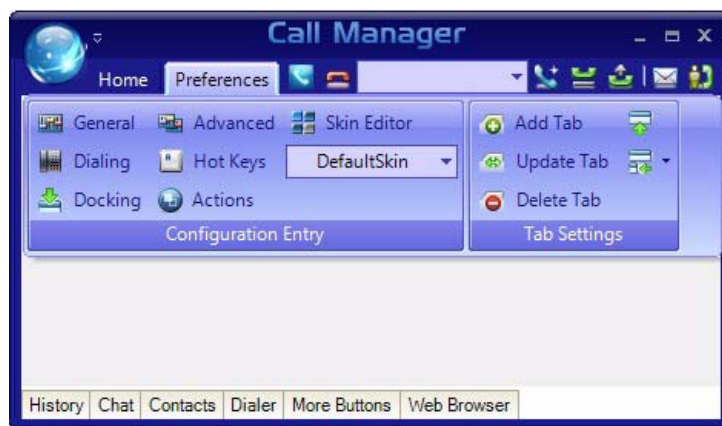 Call Manager
Home Preferences
General Advanced Skin Editor Add Tab
Dialing Hot Keys DefaultSkin Update Tab
Docking Actions Delete Tab
Configuration Entry Tab Settings
History Chat Contacts Dialer More Buttons Web Browser